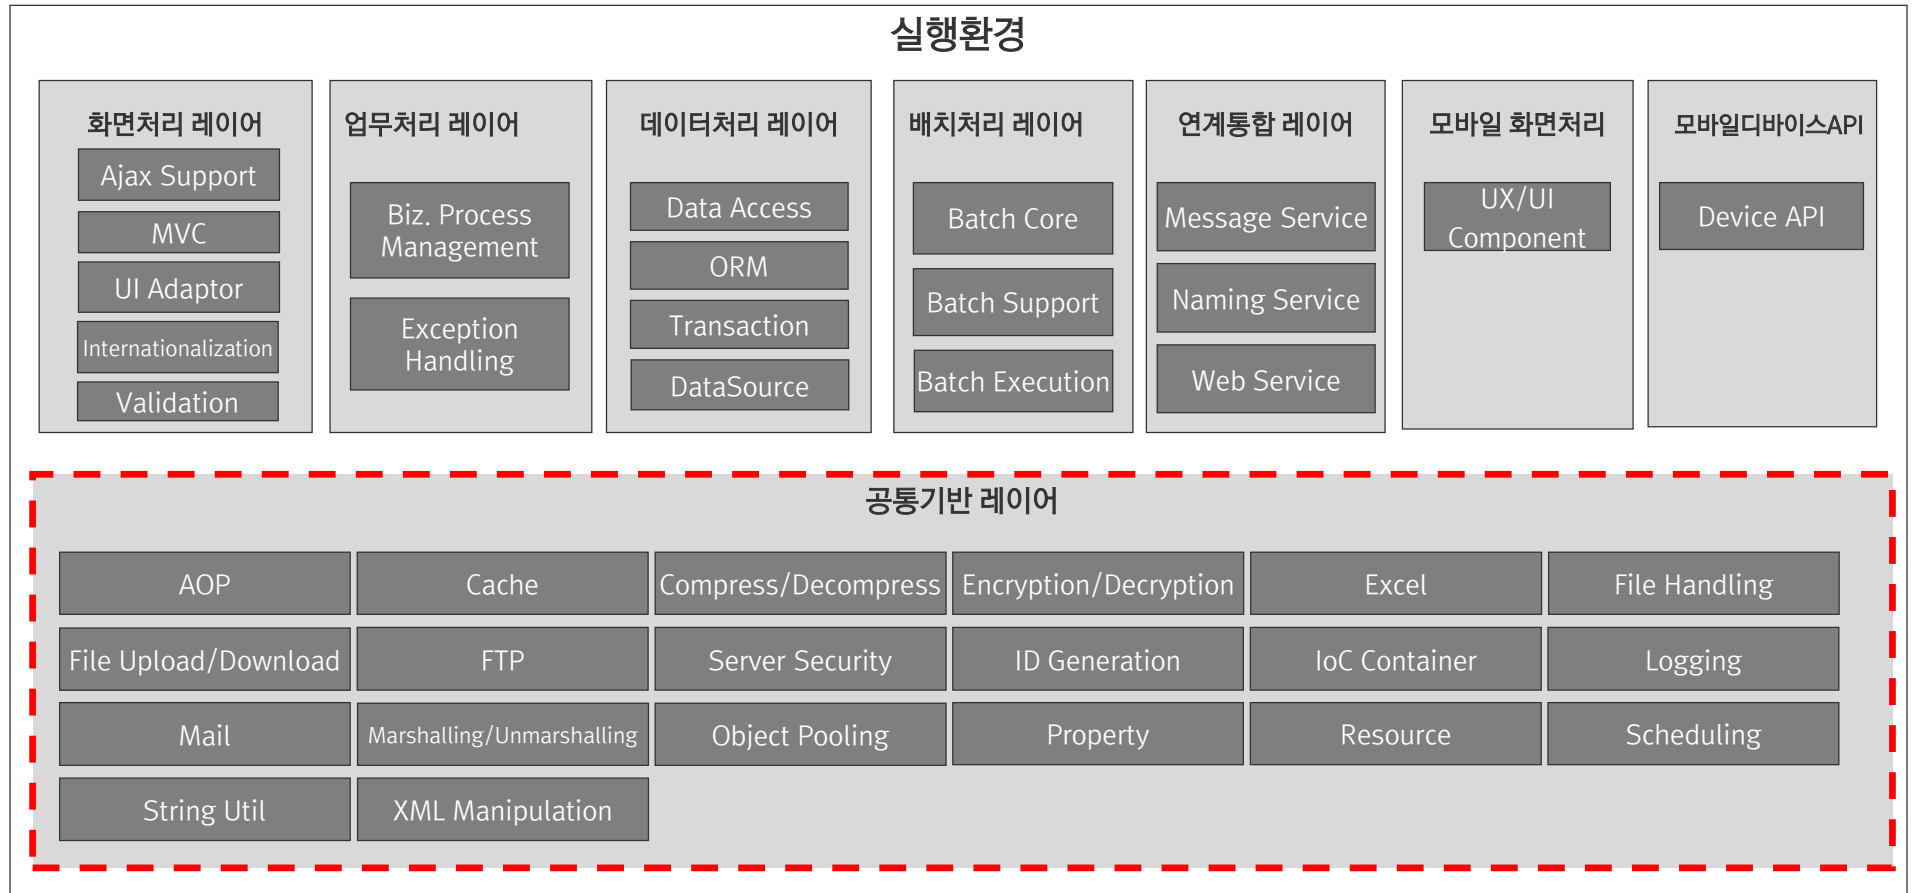 실행환경
화면처리 레이어
Ajax Support
MVC
UI Adaptor
Internationalization
Validation
업무처리 레이어
Biz. Process
Management
Exception
Handling
데이터처리 레이어
Data Access
ORM
Transaction
DataSource
배치처리 레이어
Batch Core
Batch Support
Batch Execution
연계통합 레이어
Message Service
Naming Service
Web Service
모바일 화면처리
UX/UI
Component
모바일디바이스API
Device API
공통기반 레이어
AOP
Cache
Compress/Decompress
Encryption/Decryption
Excel
File Handling
File Upload/Download
FTP
Server Security
ID Generation
IoC Container
Logging
Mail
Marshalling/Unmarshalling
Object Pooling
Property
Resource
Scheduling
String Util
XML Manipulation